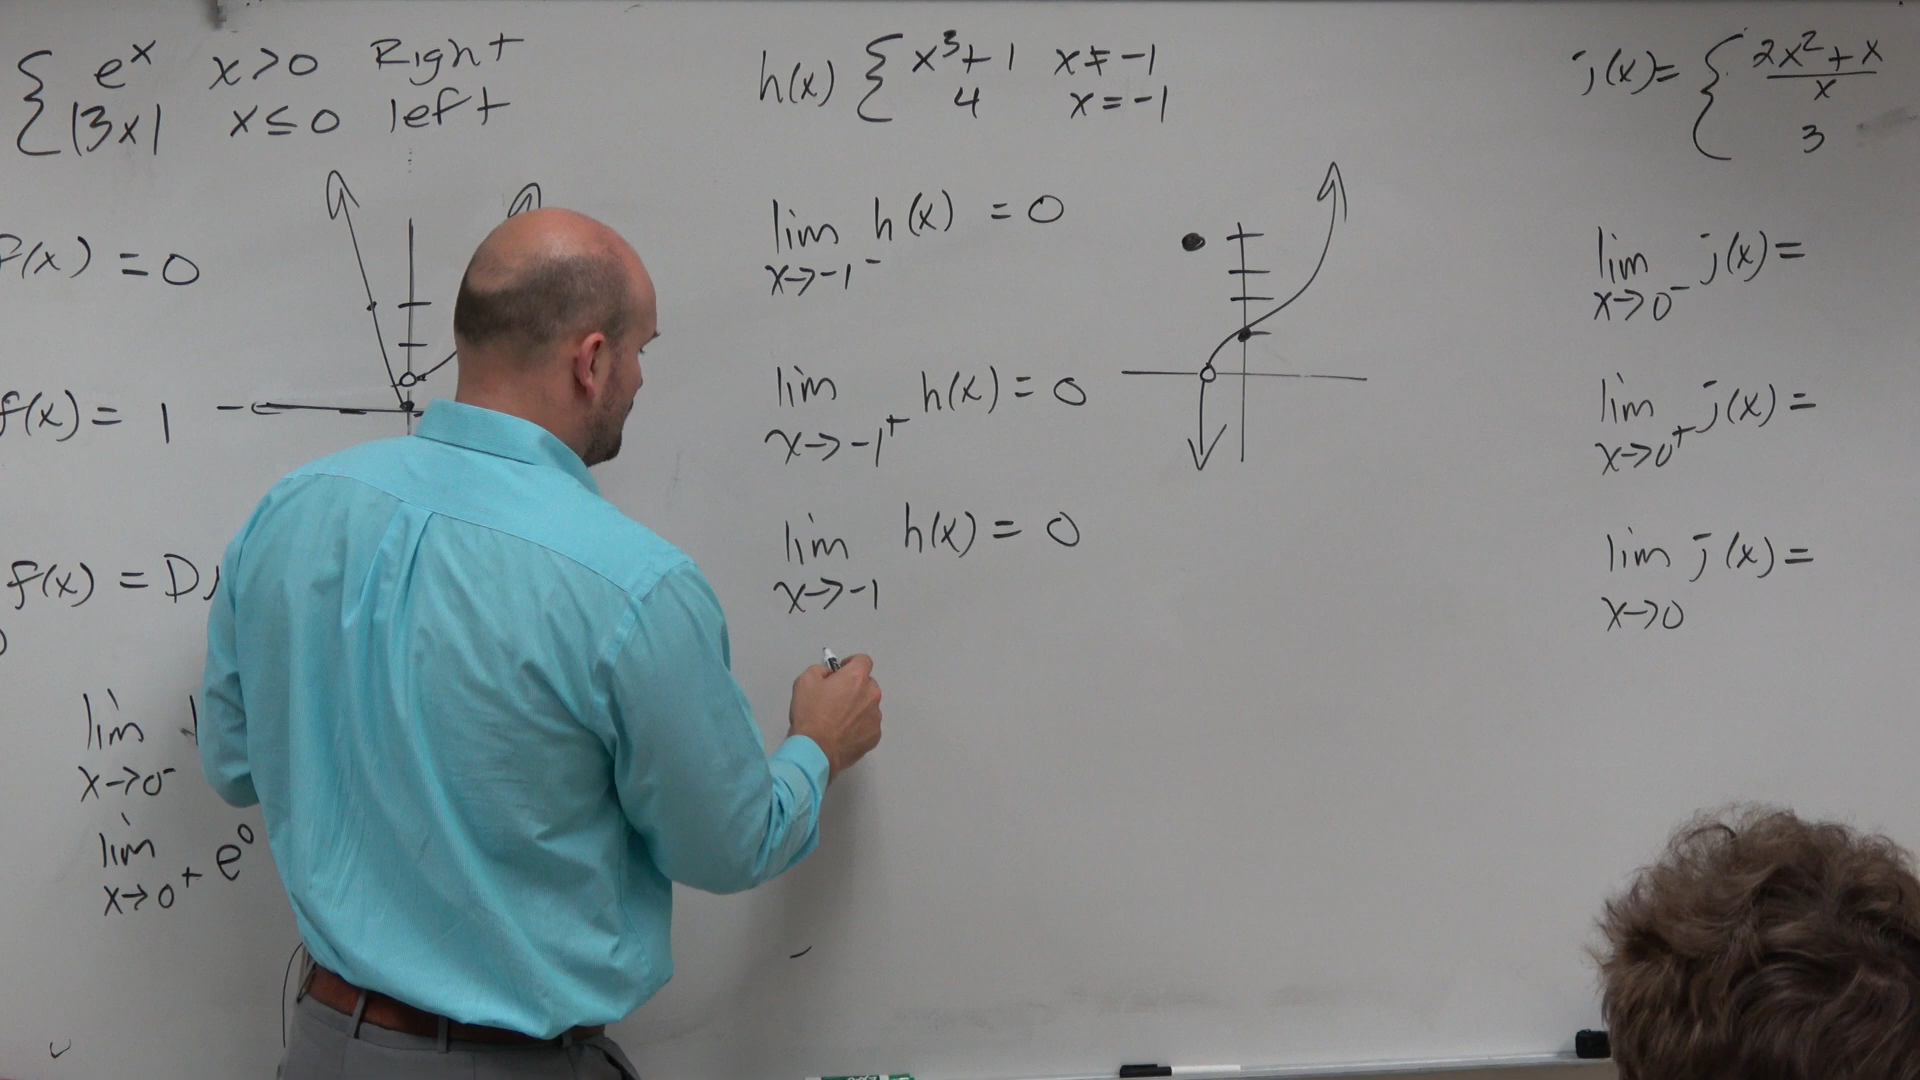 { e^x x>0 Right
|3x| x≤0 left
f(x) = 0
f(x) = 1
f(x) = D
lim
x→0⁻
lim e^0
x→0⁺
h(x) { x³+1 x≠-1
4 x=-1
lim h(x) = 0
x→-1⁻
lim h(x) = 0
x→-1⁺
lim h(x) = 0
x→-1
j(x)= { 2x²+x
x
3
lim j(x)=
x→0⁻
lim j(x)=
x→0⁺
lim j(x)=
x→0